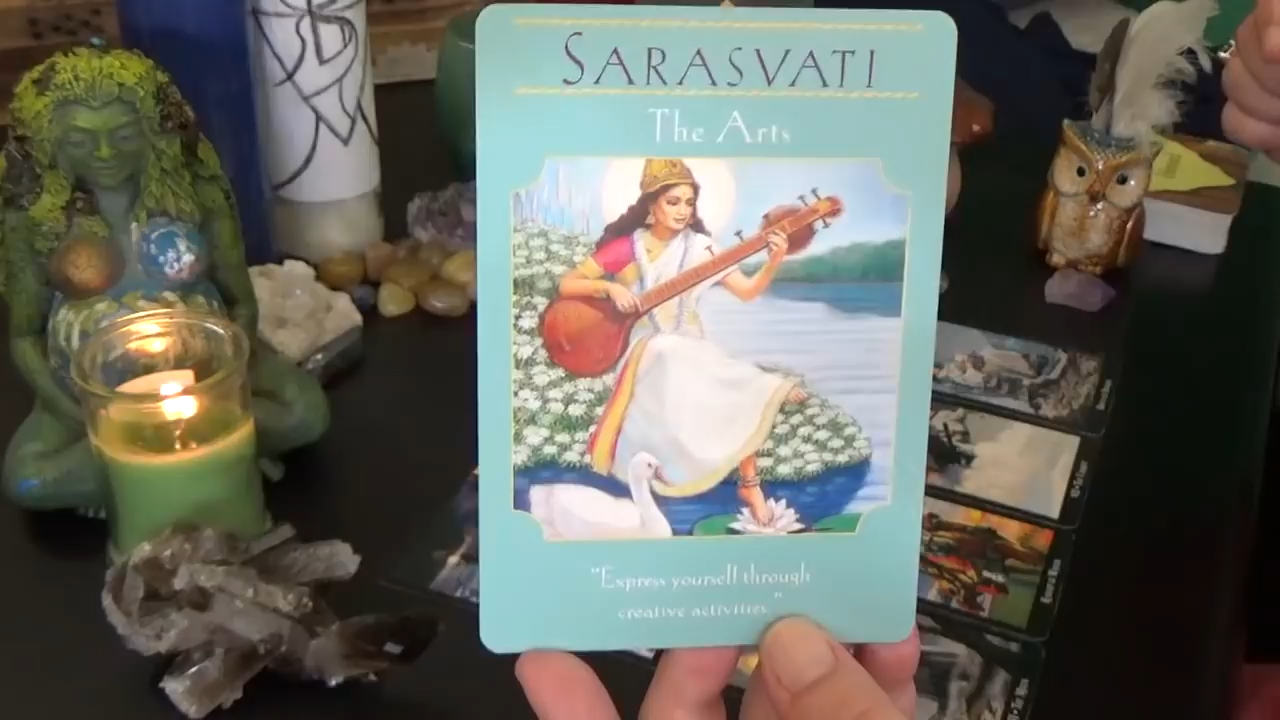 SARASVATI
The Arts
"Express yourself through
creative activities."